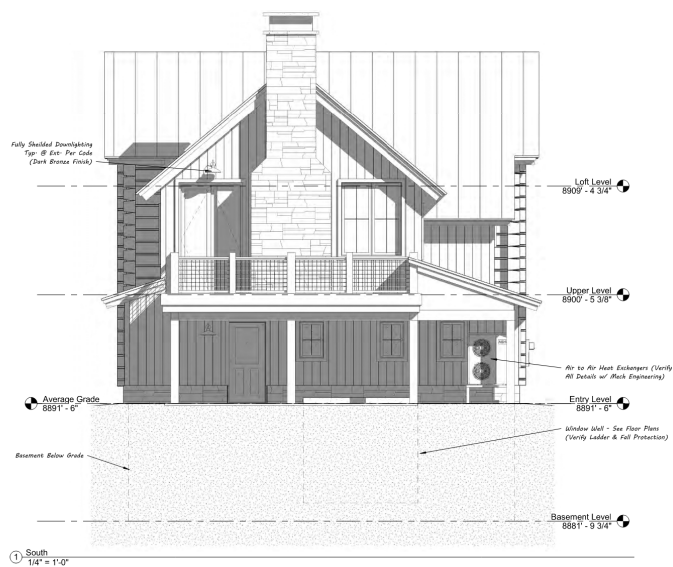 Fully Sheilded Downlighting
Typ. @ Ext. Per Code
(Dark Bronze Finish)
Loft Level
8909' - 4 3/4"
Upper Level
8900' - 5 3/8"
Air to Air Heat Exchangers (Verify
All Details w/ Mech Engineering)
Average Grade
8891' - 6"
Entry Level
8891' - 6"
Window Well - See Floor Plans
(Verify Ladder & Fall Protection)
Basement Below Grade
Basement Level
8881' - 9 3/4"
1 South
1/4" = 1'-0"